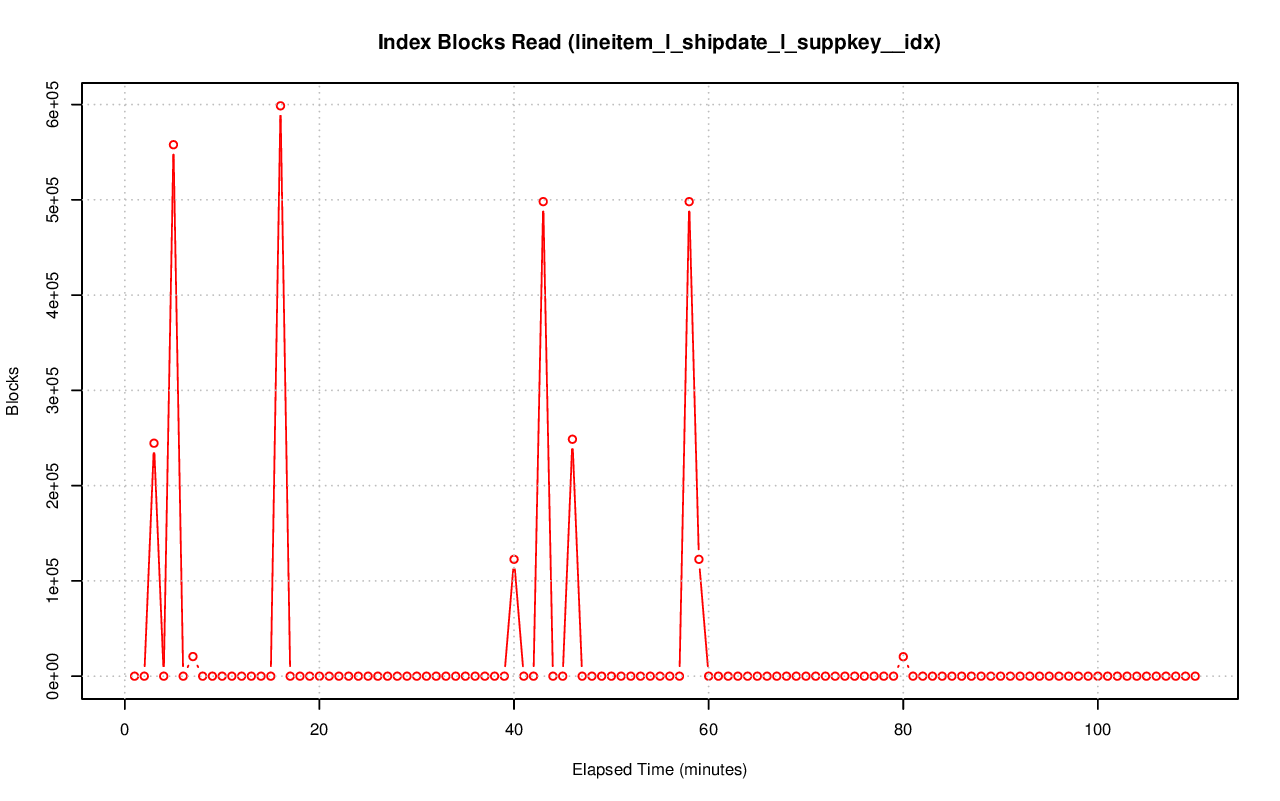 Index Blocks Read (lineitem_l_shipdate_l_suppkey__idx)
6e+05
5e+05
4e+05
3e+05
2e+05
1e+05
0e+00
Blocks
0 20 40 60 80 100
Elapsed Time (minutes)